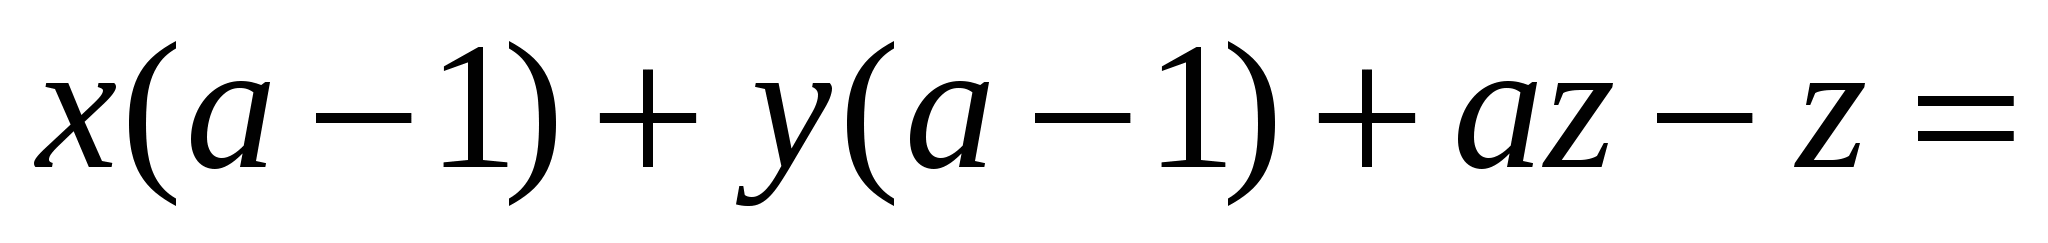 x(a − 1) + y(a − 1) + az − z =